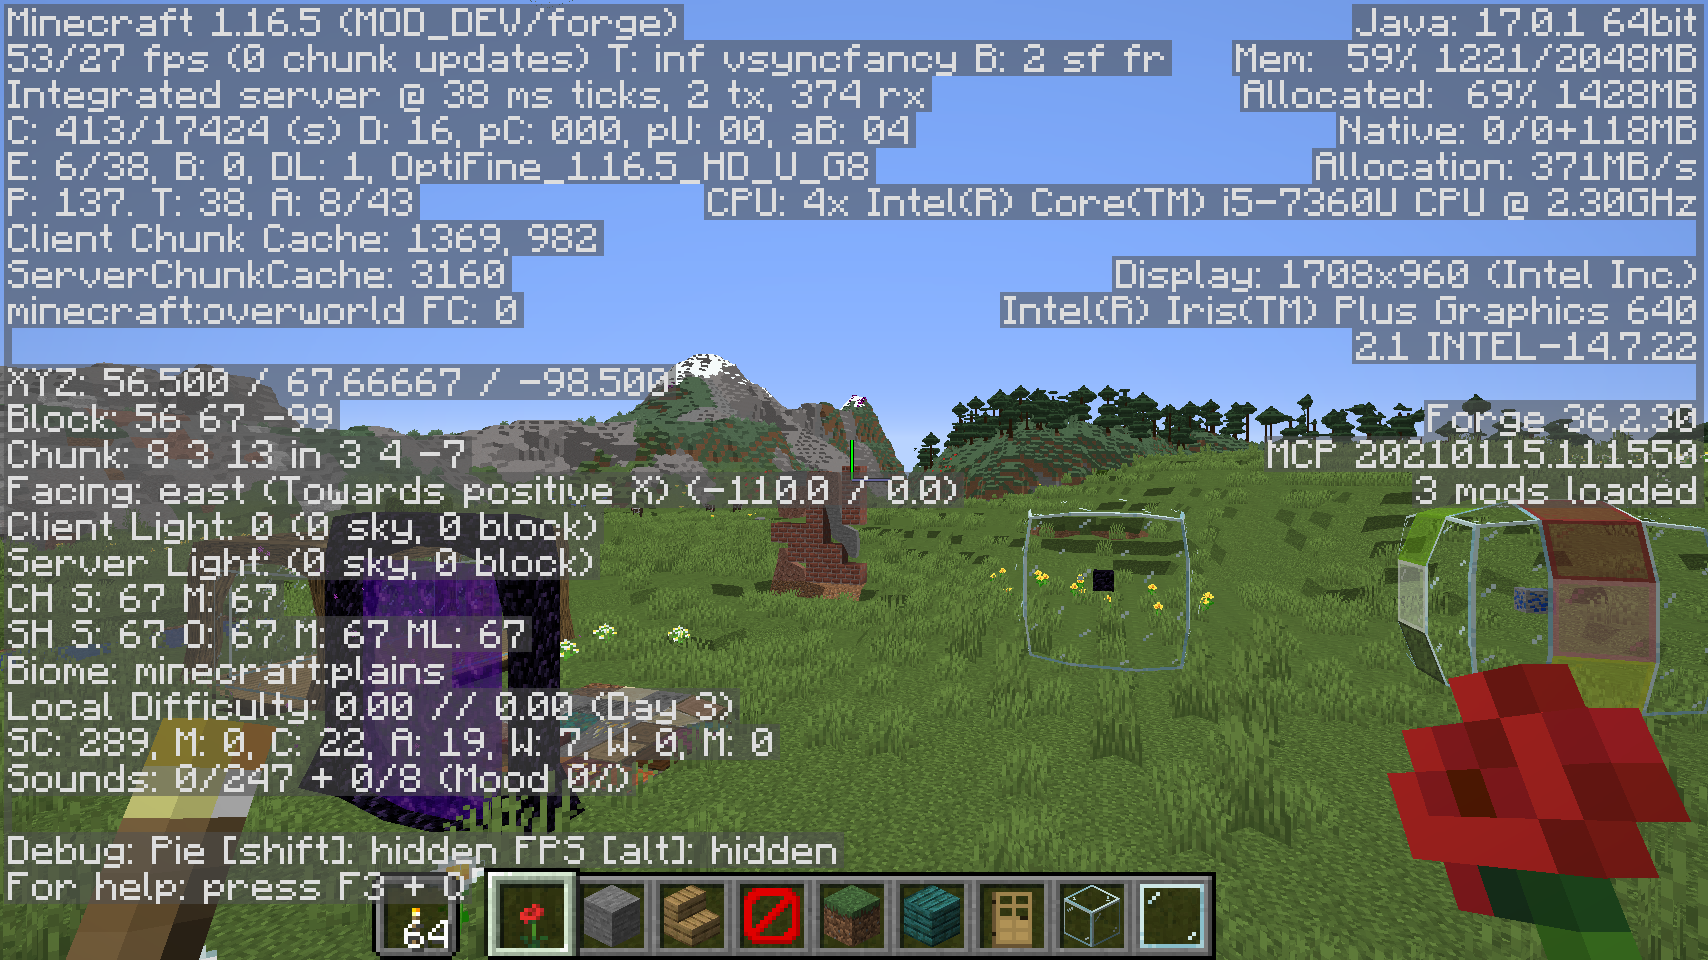 Minecraft 1.16.5 (MOD_DEV/forge)
53/27 fps (0 chunk updates) T: inf vsyncfancy B: 2 sf fr
Integrated server @ 38 ms ticks, 2 tx, 374 rx
C: 413/17424 (s) D: 16, pC: 000, pU: 00, aB: 04
E: 6/38, B: 0, DL: 1, OptiFine_1.16.5_HD_U_G8
P: 137. T: 38, A: 8/43
Client Chunk Cache: 1369, 982
ServerChunkCache: 3160
minecraft:overworld FC: 0
XYZ: 56.500 / 67.66667 / -98.500
Block: 56 67 -99
Chunk: 8 3 13 in 3 4 -7
Facing: east (Towards positive X) (-110.0 / 0.0)
Client Light: 0 (0 sky, 0 block)
Server Light: (0 sky, 0 block)
CH S: 67 M: 67
SH S: 67 O: 67 M: 67 ML: 67
Biome: minecraft:plains
Local Difficulty: 0.00 // 0.00 (Day 3)
SC: 289, M: 0, C: 22, A: 19, W: 7, W: 0, M: 0
Sounds: 0/247 + 0/8 (Mood 0%)
Debug: Pie [shift]: hidden FPS [alt]: hidden
For help: press F3 + Q
Java: 17.0.1 64bit
Mem: 59% 1221/2048MB
Allocated: 69% 1428MB
Native: 0/0+118MB
Allocation: 371MB/s
CPU: 4x Intel(R) Core(TM) i5-7360U CPU @ 2.30GHz
Display: 1708x960 (Intel Inc.)
Intel(R) Iris(TM) Plus Graphics 640
2.1 INTEL-14.7.22
Forge 36.2.30
MCP 20210115.111550
3 mods loaded
64